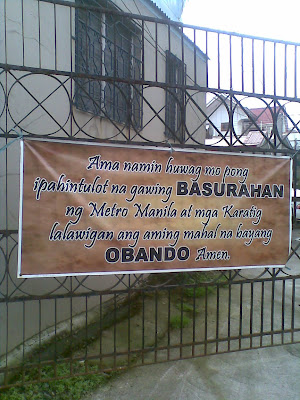 Ama namin huwag mo pong
ipahintulot na gawing BASURAHAN
ng Metro Manila at mga Karatig
lalawigan ang aming mahal na bayang
OBANDO Amen.